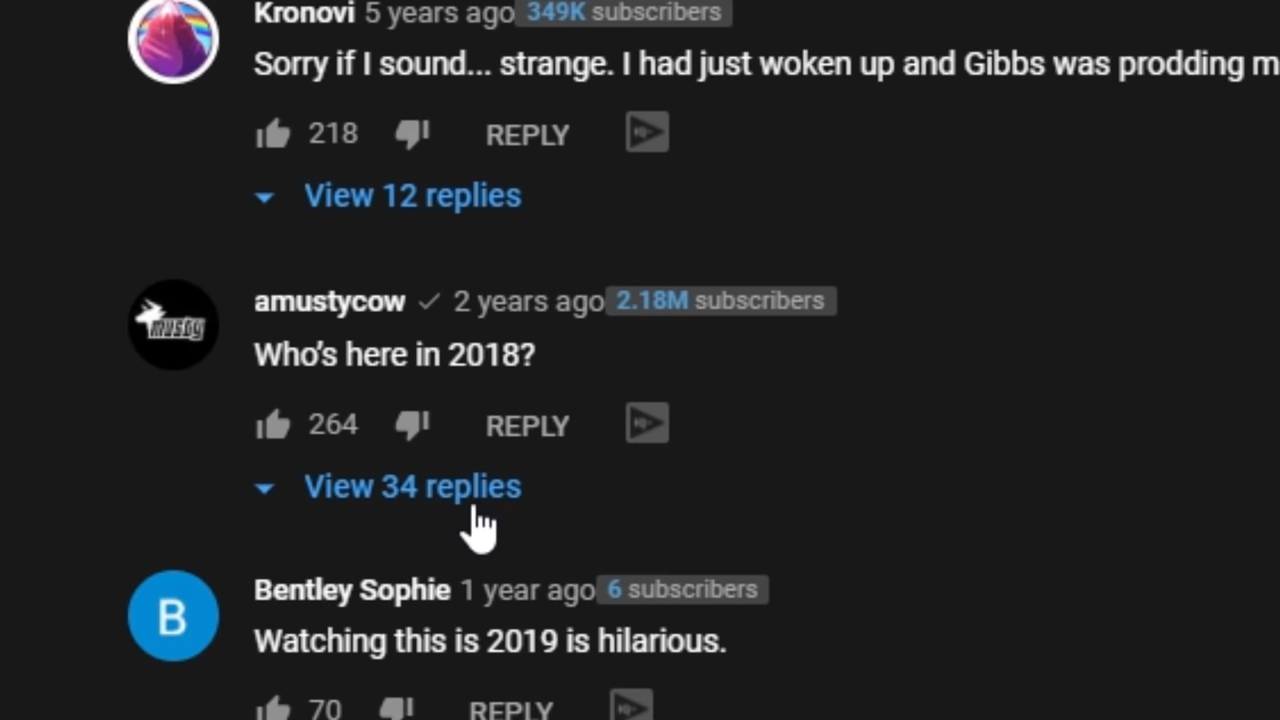 Kronovi 5 years ago 349K subscribers
Sorry if I sound... strange. I had just woken up and Gibbs was prodding m
218 REPLY
View 12 replies
musty
amustycow 2 years ago 2.18M subscribers
Who's here in 2018?
264 REPLY
View 34 replies
B
Bentley Sophie 1 year ago 6 subscribers
Watching this is 2019 is hilarious.
70 REPLY